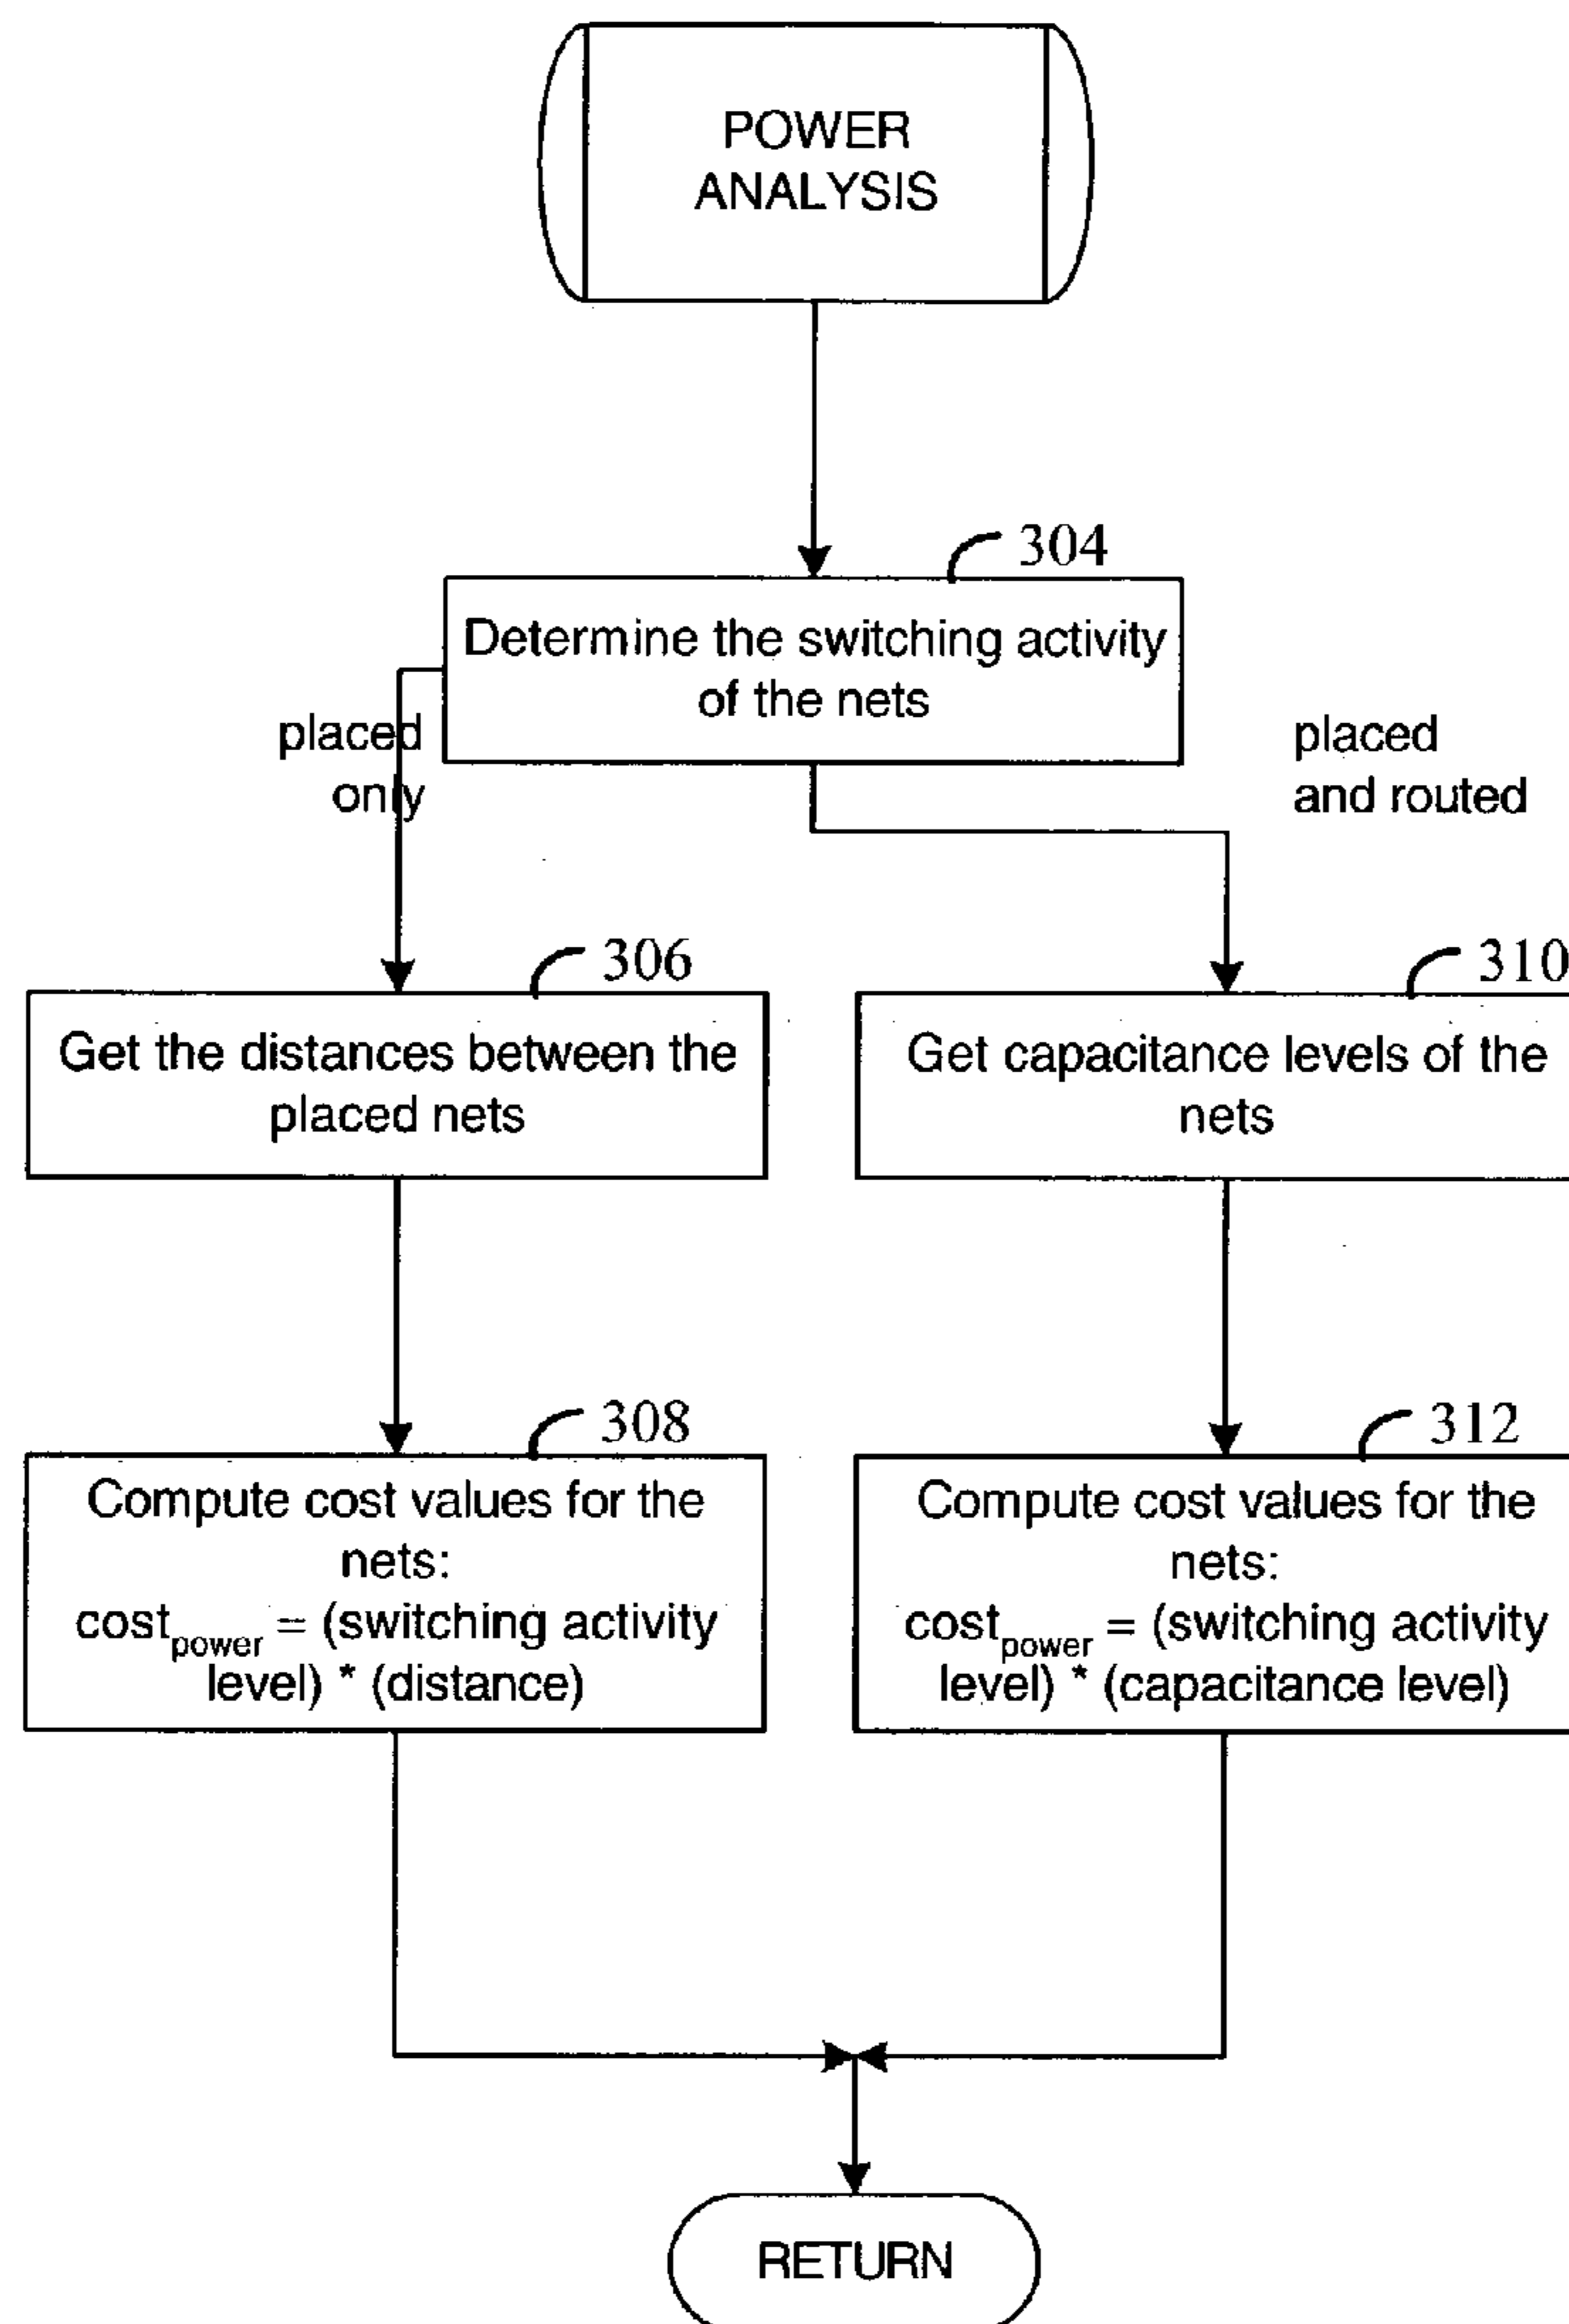 POWER
ANALYSIS
304
Determine the switching activity
of the nets
placed
only
placed
and routed
306
Get the distances between the
placed nets
310
Get capacitance levels of the
nets
308
Compute cost values for the
nets:
cost_power = (switching activity
level) * (distance)
312
Compute cost values for the
nets:
cost_power = (switching activity
level) * (capacitance level)
RETURN